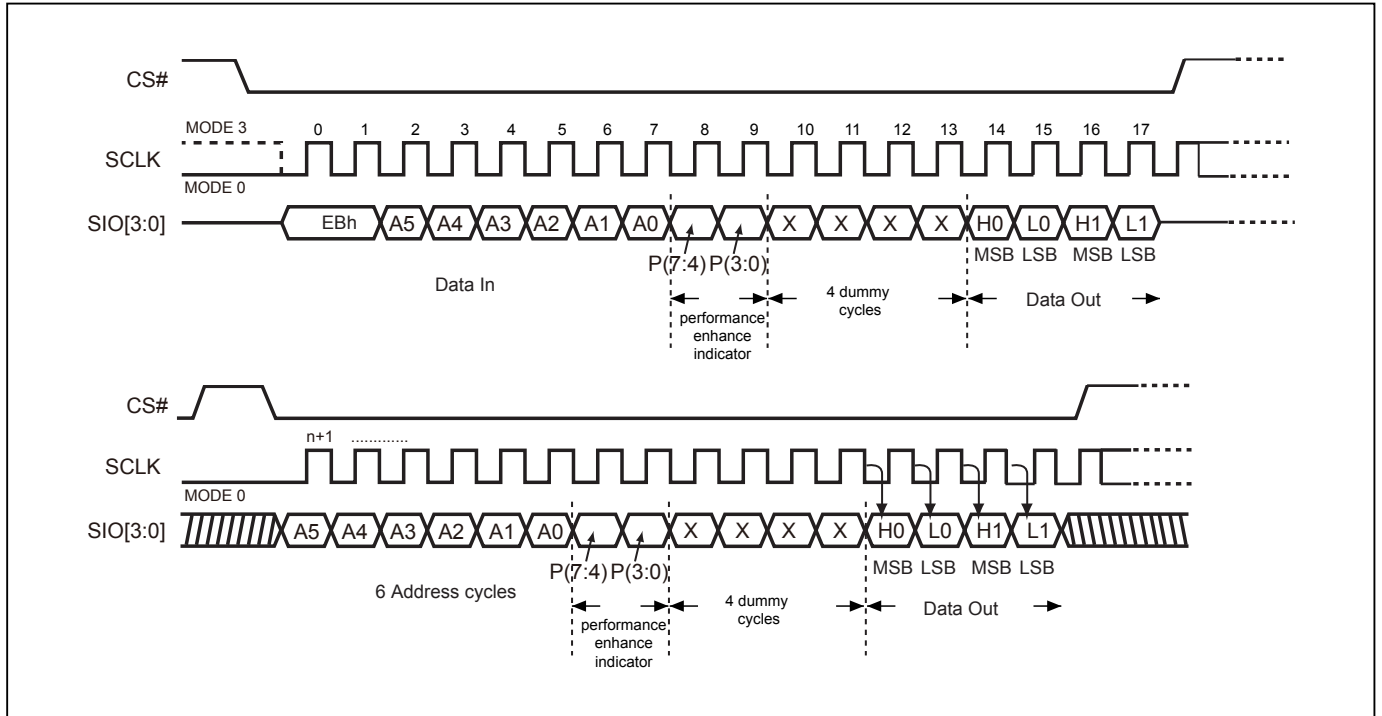 CS#
MODE 3
0 1 2 3 4 5 6 7 8 9 10 11 12 13 14 15 16 17
SCLK
MODE 0
SIO[3:0] EBh A5 A4 A3 A2 A1 A0 X X X X H0 L0 H1 L1
MSB LSB MSB LSB
P(7:4) P(3:0)
Data In
4 dummy
cycles
Data Out
performance
enhance
indicator
CS#
n+1 .............
SCLK
MODE 0
SIO[3:0] A5 A4 A3 A2 A1 A0 X X X X H0 L0 H1 L1
MSB LSB MSB LSB
P(7:4) P(3:0)
6 Address cycles
4 dummy
cycles
Data Out
performance
enhance
indicator